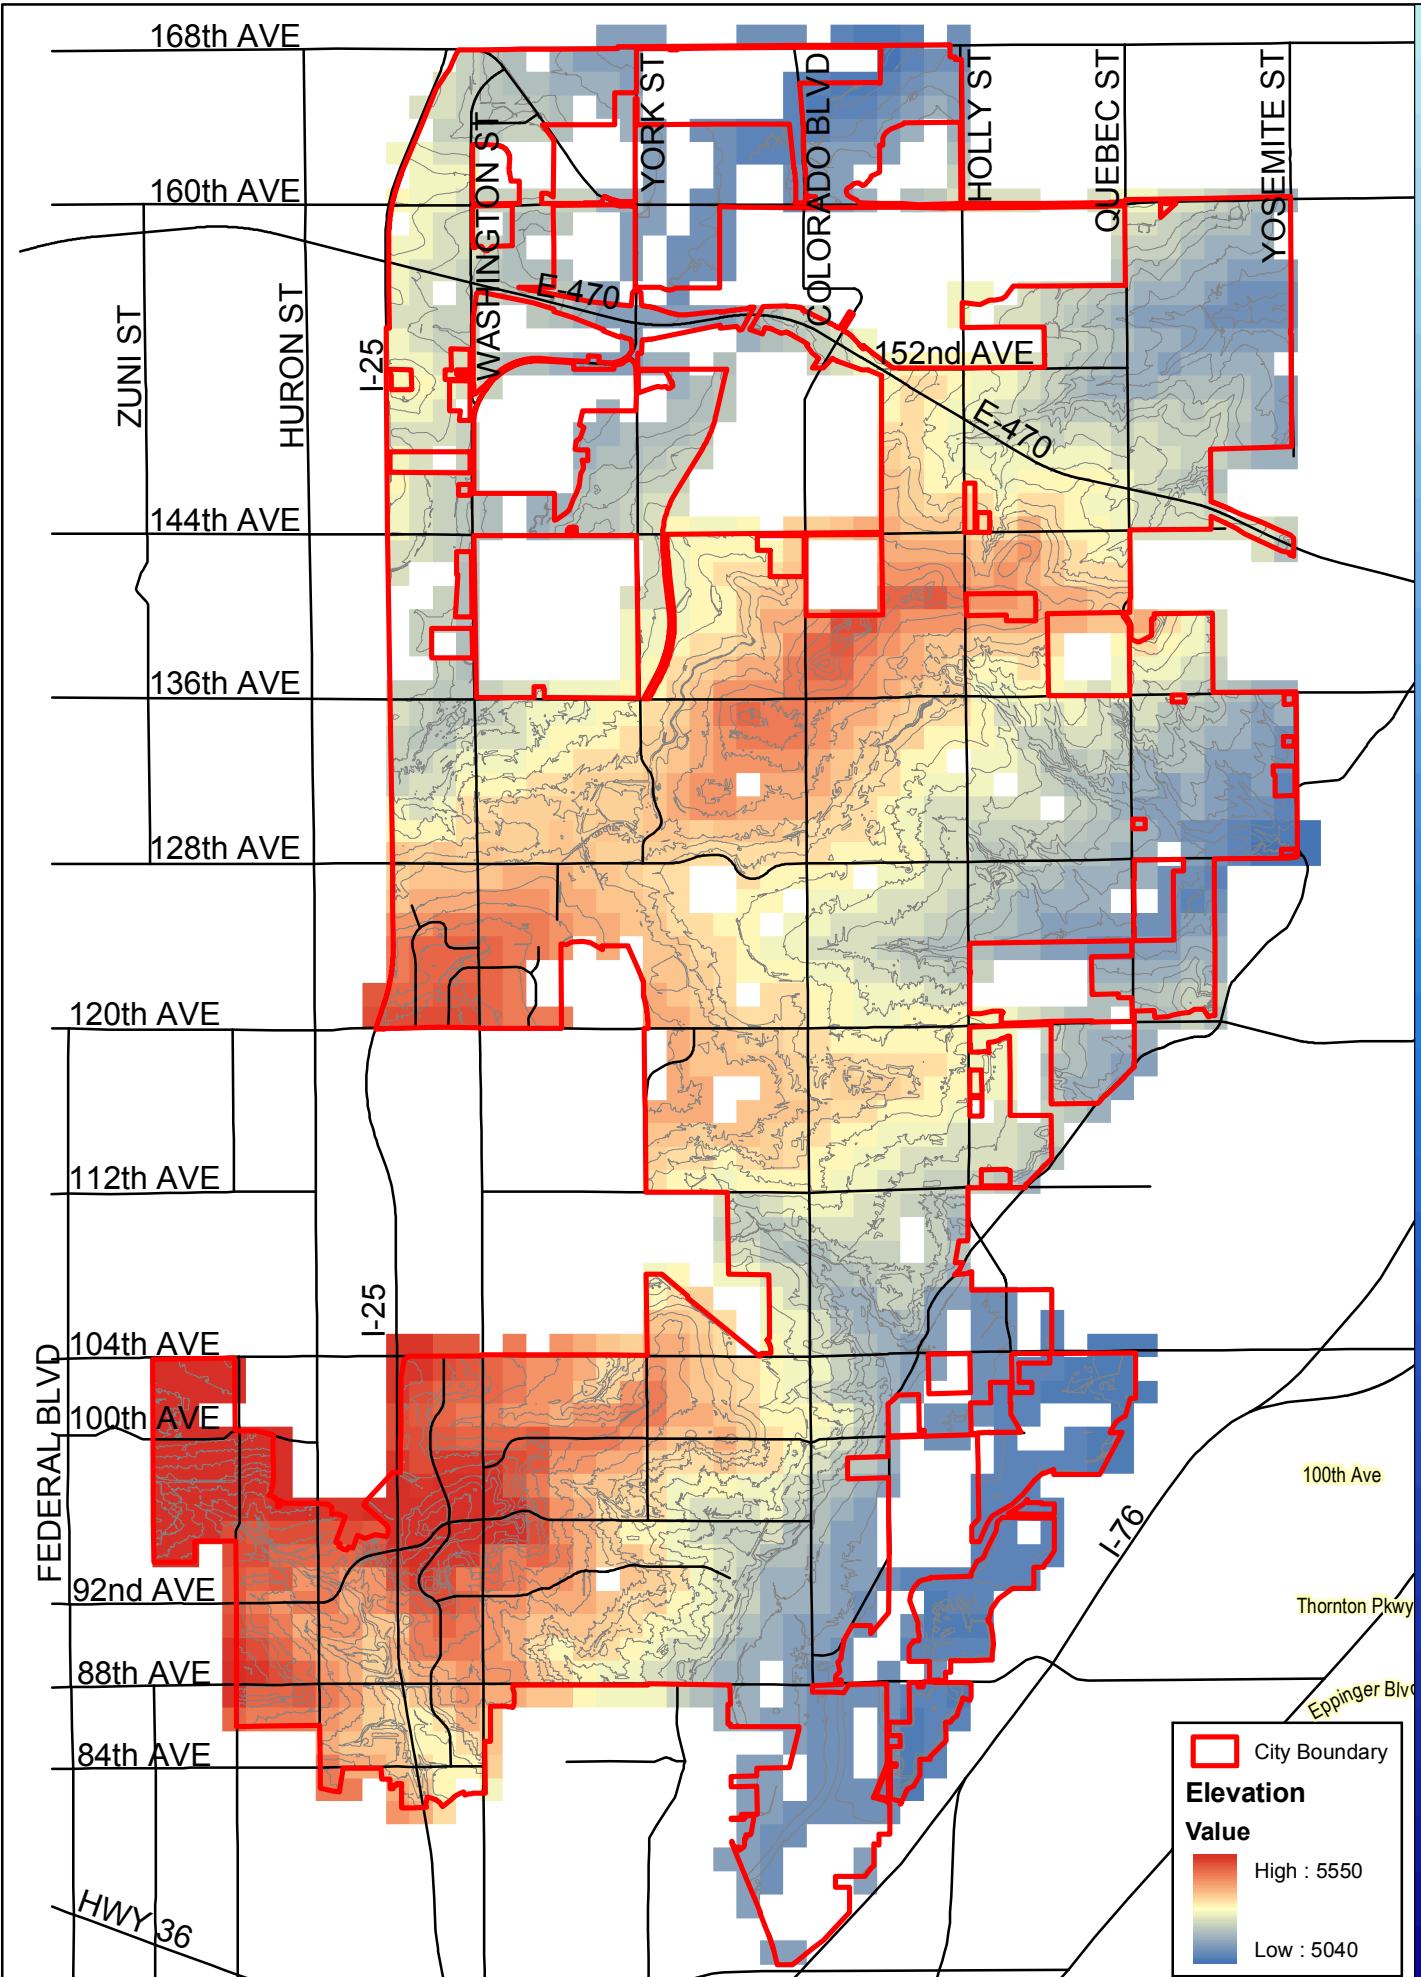 168th AVE
YORK ST
COLORADO BLVD
HOLLY ST
QUEBEC ST
YOSEMITE ST
WASHINGTON ST
160th AVE
E-470
ZUNI ST
HURON ST
I-25
152nd AVE
E-470
144th AVE
136th AVE
128th AVE
120th AVE
112th AVE
I-25
104th AVE
FEDERAL BLVD
100th AVE
100th Ave
I-76
92nd AVE
Thornton Pkwy
88th AVE
Eppinger Blvd
84th AVE
HWY 36
City Boundary
Elevation
Value
High : 5550
Low : 5040